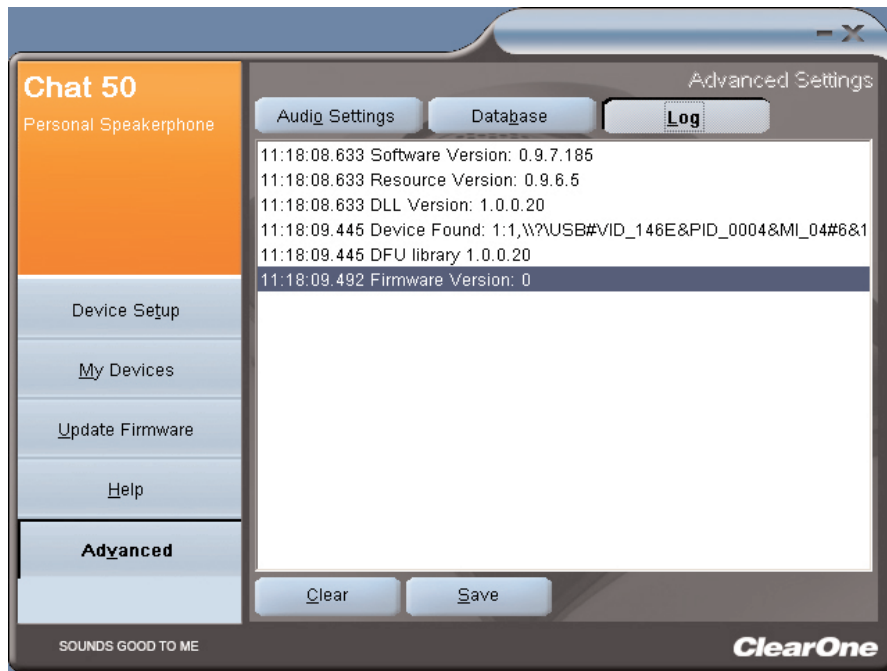 Chat 50
Personal Speakerphone
Advanced Settings
Audio Settings
Database
Log
11:18:08.633 Software Version: 0.9.7.185
11:18:08.633 Resource Version: 0.9.6.5
11:18:08.633 DLL Version: 1.0.0.20
11:18:09.445 Device Found: 1:1,\\?\USB#VID_146E&PID_0004&MI_04#6&1
11:18:09.445 DFU library 1.0.0.20
11:18:09.492 Firmware Version: 0
Device Setup
My Devices
Update Firmware
Help
Advanced
Clear
Save
SOUNDS GOOD TO ME
ClearOne